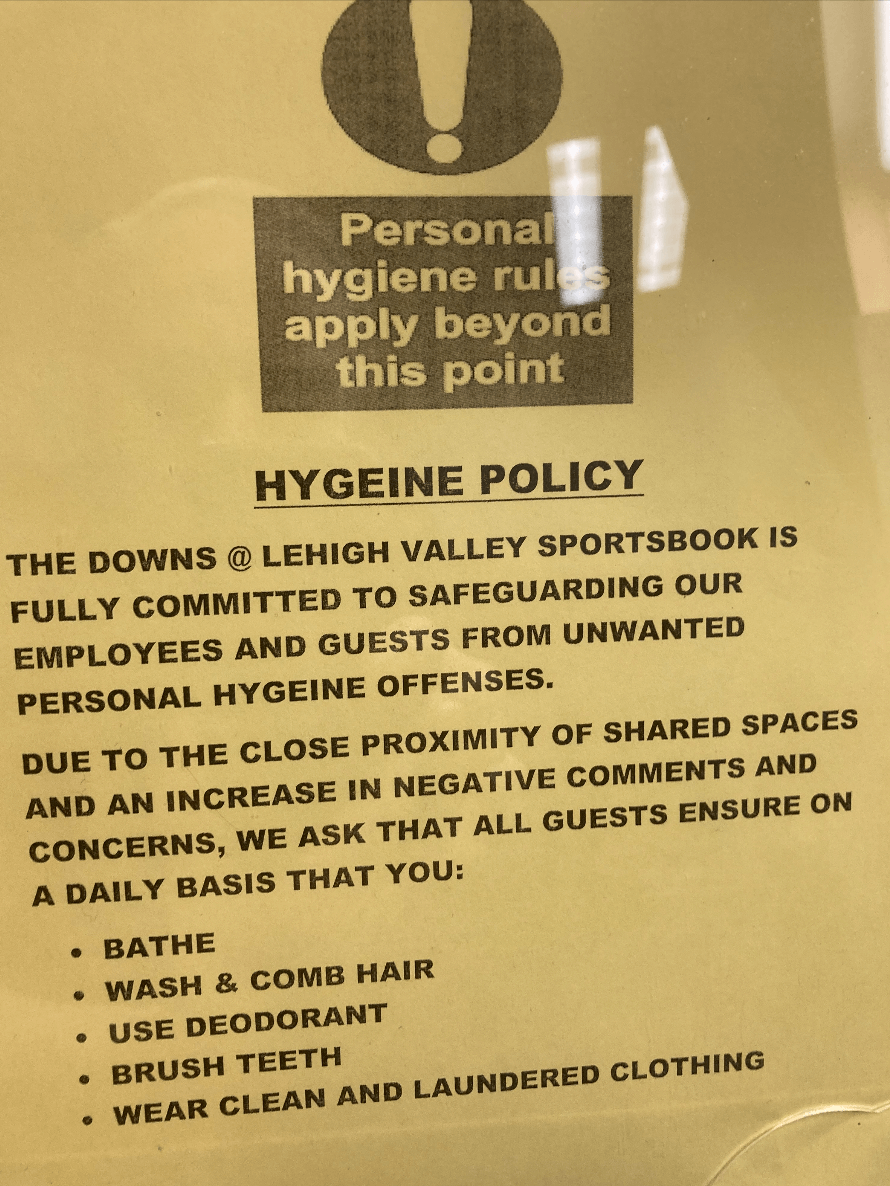 Personal
hygiene rules
apply beyond
this point
HYGEINE POLICY
THE DOWNS @ LEHIGH VALLEY SPORTSBOOK IS
FULLY COMMITTED TO SAFEGUARDING OUR
EMPLOYEES AND GUESTS FROM UNWANTED
PERSONAL HYGEINE OFFENSES.
DUE TO THE CLOSE PROXIMITY OF SHARED SPACES
AND AN INCREASE IN NEGATIVE COMMENTS AND
CONCERNS, WE ASK THAT ALL GUESTS ENSURE ON
A DAILY BASIS THAT YOU:
• BATHE
• WASH & COMB HAIR
• USE DEODORANT
• BRUSH TEETH
• WEAR CLEAN AND LAUNDERED CLOTHING